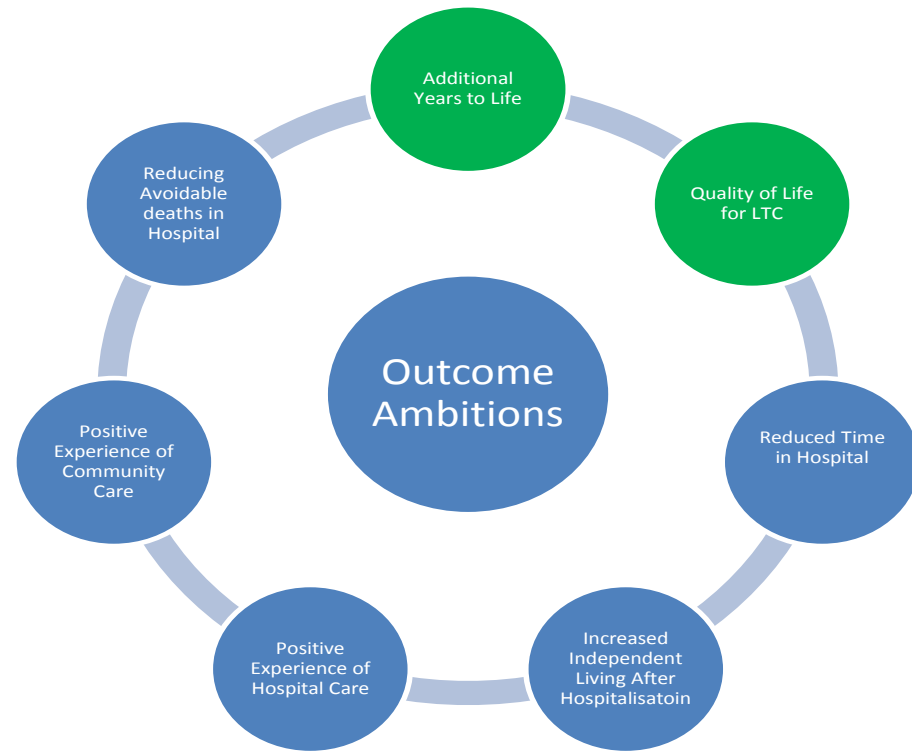 Additional
Years to Life
Quality of Life
for LTC
Reduced Time
in Hospital
Increased
Independent
Living After
Hospitalisatoin
Positive
Experience of
Hospital Care
Positive
Experience of
Community
Care
Reducing
Avoidable
deaths in
Hospital
Outcome
Ambitions